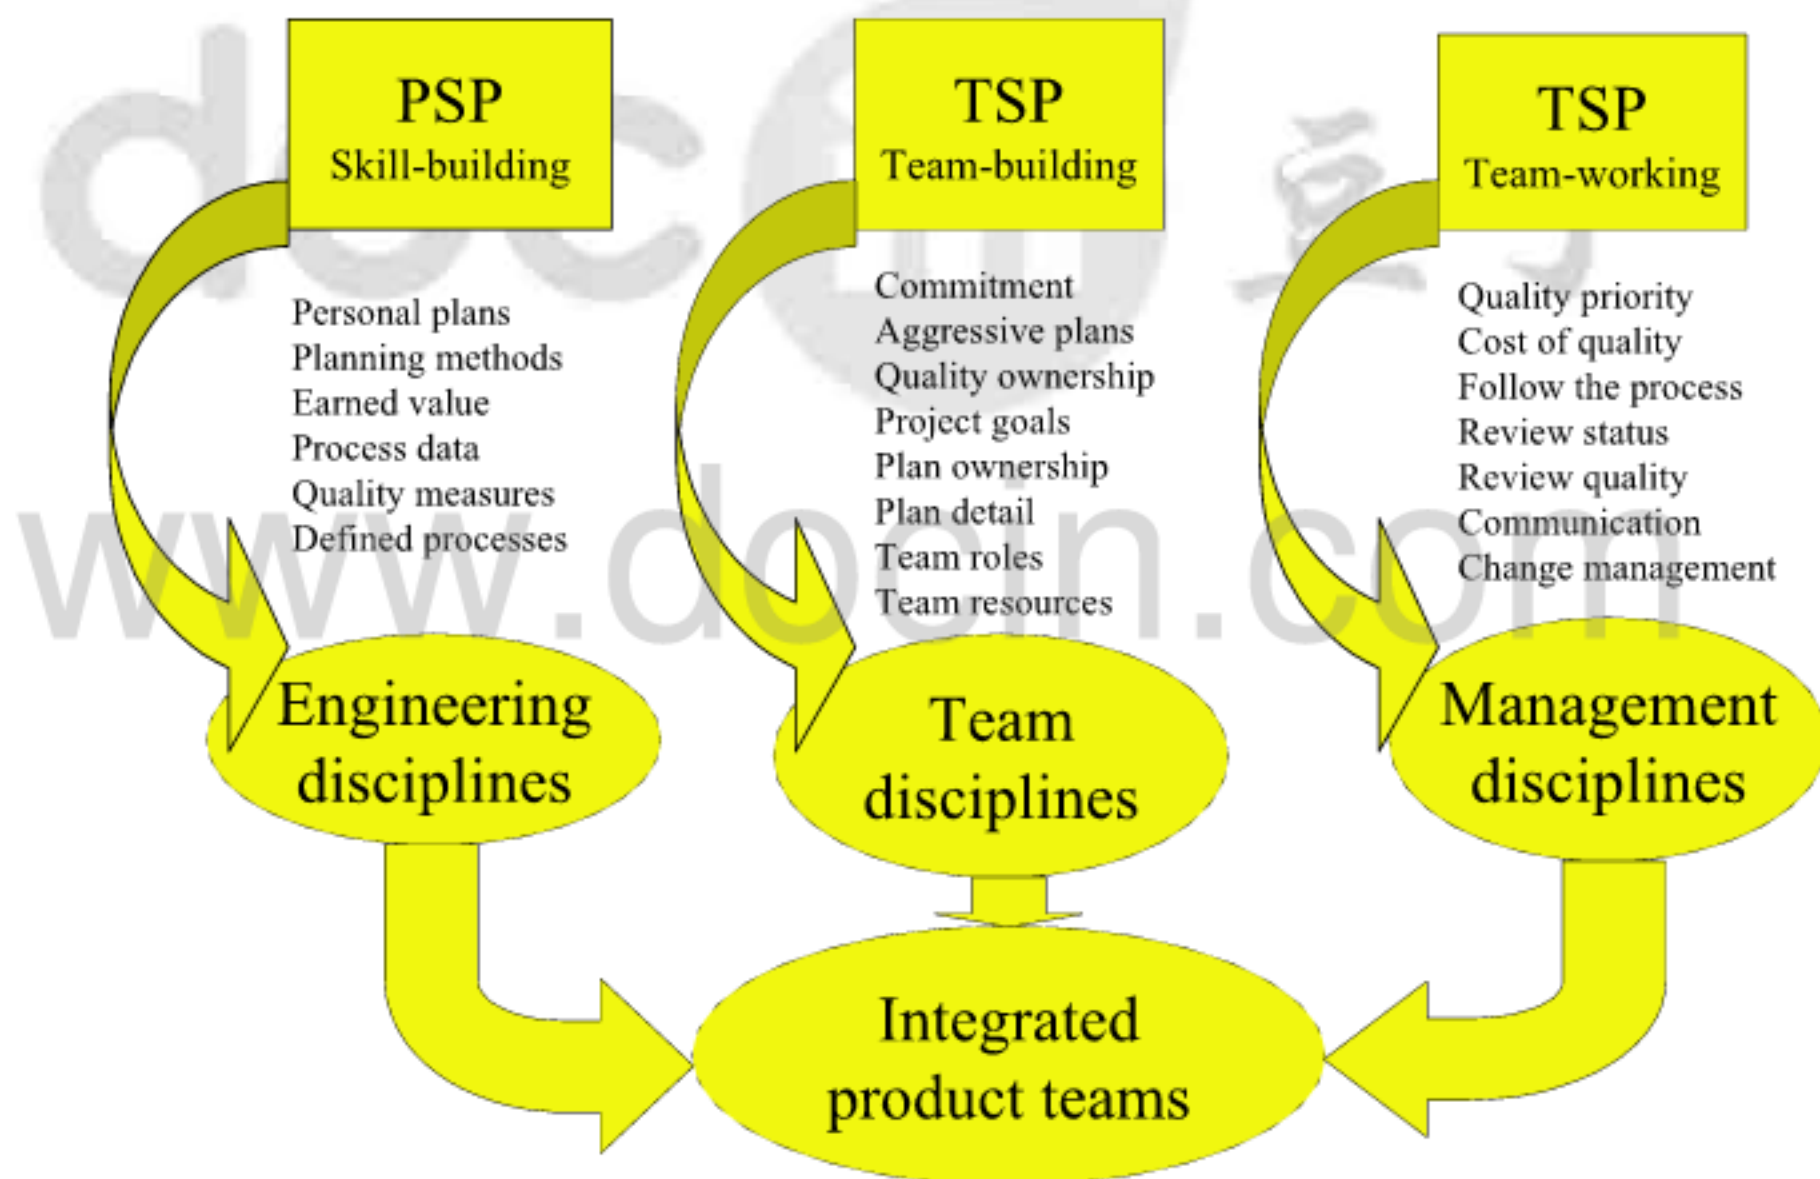 PSP
Skill-building
Personal plans
Planning methods
Earned value
Process data
Quality measures
Defined processes
Engineering
disciplines
TSP
Team-building
Commitment
Aggressive plans
Quality ownership
Project goals
Plan ownership
Plan detail
Team roles
Team resources
Team
disciplines
TSP
Team-working
Quality priority
Cost of quality
Follow the process
Review status
Review quality
Communication
Change management
Management
disciplines
Integrated
product teams
www.docin.com